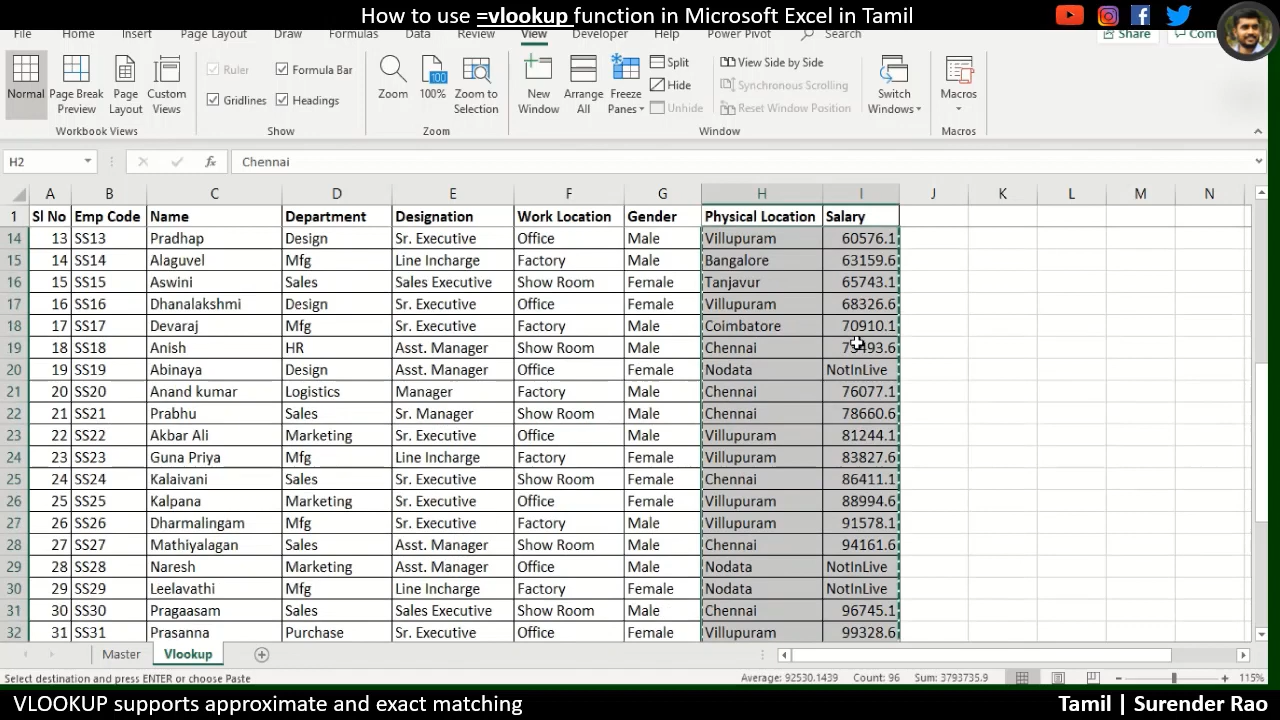 How to use =vlookup function in Microsoft Excel in Tamil
File Home Insert Page Layout Draw Formulas Data Review View Developer Help Power Pivot Search Share
Normal Page Break Preview Page Layout Custom Views Ruler Formula Bar Gridlines Headings Zoom 100% Zoom to Selection New Window Arrange All Freeze Panes Split Hide Unhide View Side by Side Synchronous Scrolling Reset Window Position Switch Windows Macros
Workbook Views Show Zoom Window Macros
H2 fx Chennai
A B C D E F G H I J K L M N
1 Sl No Emp Code Name Department Designation Work Location Gender Physical Location Salary
14 13 SS13 Pradhap Design Sr. Executive Office Male Villupuram 60576.1
15 14 SS14 Alaguvel Mfg Line Incharge Factory Male Bangalore 63159.6
16 15 SS15 Aswini Sales Sales Executive Show Room Female Tanjavur 65743.1
17 16 SS16 Dhanalakshmi Design Sr. Executive Office Female Villupuram 68326.6
18 17 SS17 Devaraj Mfg Sr. Executive Factory Male Coimbatore 70910.1
19 18 SS18 Anish HR Asst. Manager Show Room Male Chennai 73493.6
20 19 SS19 Abinaya Design Asst. Manager Office Female Nodata NotInLive
21 20 SS20 Anand kumar Logistics Manager Factory Male Chennai 76077.1
22 21 SS21 Prabhu Sales Sr. Manager Show Room Male Chennai 78660.6
23 22 SS22 Akbar Ali Marketing Sr. Executive Office Male Villupuram 81244.1
24 23 SS23 Guna Priya Mfg Line Incharge Factory Female Villupuram 83827.6
25 24 SS24 Kalaivani Sales Sr. Executive Show Room Female Chennai 86411.1
26 25 SS25 Kalpana Marketing Sr. Executive Office Female Villupuram 88994.6
27 26 SS26 Dharmalingam Mfg Sr. Executive Factory Male Villupuram 91578.1
28 27 SS27 Mathiyalagan Sales Asst. Manager Show Room Male Chennai 94161.6
29 28 SS28 Naresh Marketing Asst. Manager Office Male Nodata NotInLive
30 29 SS29 Leelavathi Mfg Line Incharge Factory Female Nodata NotInLive
31 30 SS30 Pragaasam Sales Sales Executive Show Room Male Chennai 96745.1
32 31 SS31 Prasanna Purchase Sr. Executive Office Male Villupuram 99328.6
Master Vlookup
Select destination and press ENTER or choose Paste Average: 92530.1439 Count: 96 Sum: 3793735.9 115%
VLOOKUP supports approximate and exact matching Tamil | Surender Rao